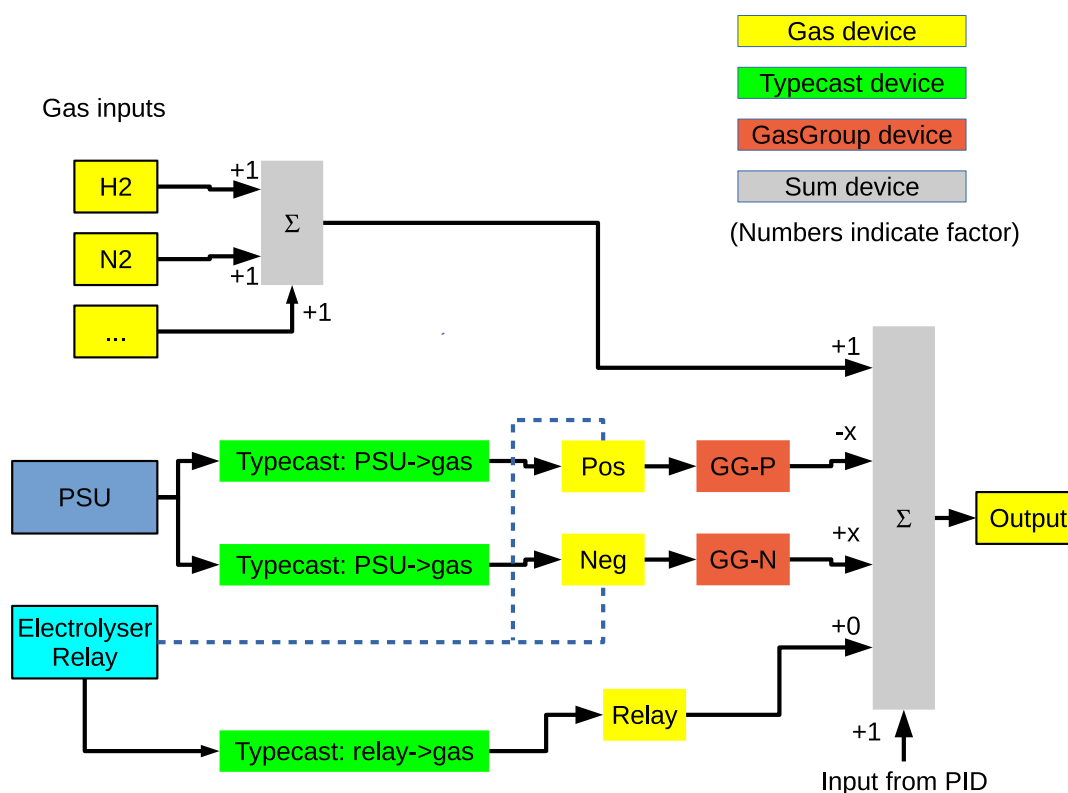 Gas device
Typecast device
GasGroup device
Sum device
(Numbers indicate factor)
Gas inputs
H2
N2
...
+1
+1
+1
Σ
+1
-x
+x
+0
+1
Σ
PSU
Typecast: PSU->gas
Pos
GG-P
Output
Typecast: PSU->gas
Neg
GG-N
Electrolyser
Relay
Typecast: relay->gas
Relay
Input from PID